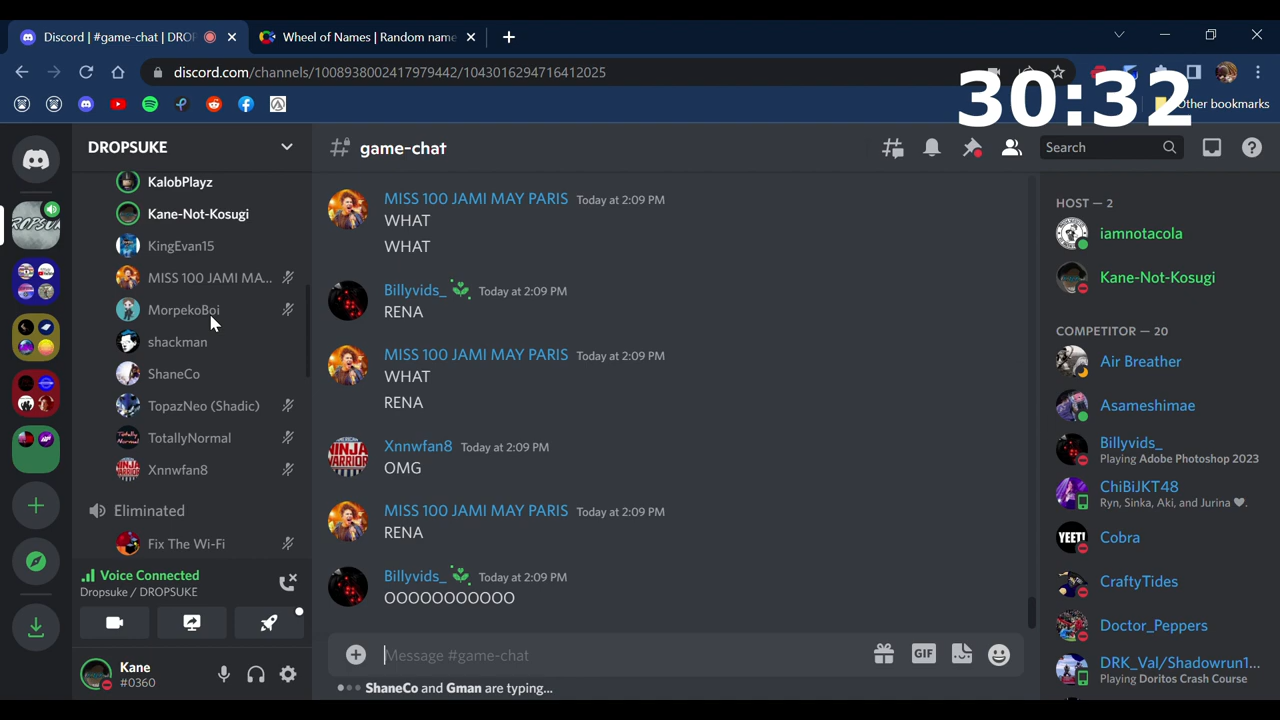 Discord | #game-chat | DRO
Wheel of Names | Random name
discord.com/channels/1008938002417979442/1043016294716412025
30:32
Other bookmarks
DROPSUKE
game-chat
Search
KalobPlayz
Kane-Not-Kosugi
KingEvan15
MISS 100 JAMI MA...
MorpekoBoi
shackman
ShaneCo
TopazNeo (Shadic)
TotallyNormal
Xnnwfan8
Eliminated
Fix The Wi-Fi
Voice Connected
Dropsuke / DROPSUKE
Kane
#0360
MISS 100 JAMI MAY PARIS Today at 2:09 PM
WHAT
WHAT
Billyvids_ Today at 2:09 PM
RENA
MISS 100 JAMI MAY PARIS Today at 2:09 PM
WHAT
RENA
Xnnwfan8 Today at 2:09 PM
OMG
MISS 100 JAMI MAY PARIS Today at 2:09 PM
RENA
Billyvids_ Today at 2:09 PM
OOOOOOOOOOO
Message #game-chat
GIF
ShaneCo and Gman are typing...
HOST — 2
iamnotacola
Kane-Not-Kosugi
COMPETITOR — 20
Air Breather
Asameshimae
Billyvids_
Playing Adobe Photoshop 2023
ChiBiJKT48
Ryn, Sinka, Aki, and Jurina ♥.
YEET!
Cobra
CraftyTides
Doctor_Peppers
DRK_Val/Shadowrun1...
Playing Doritos Crash Course